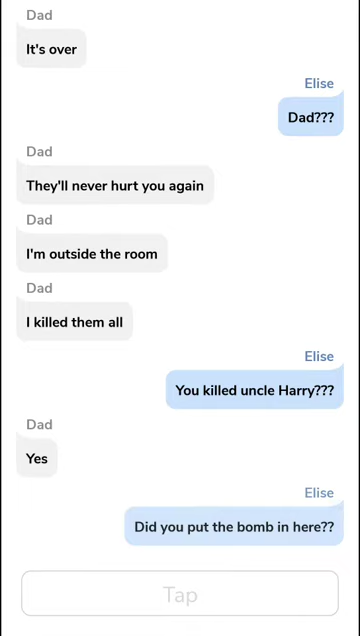 Dad
It's over
Elise
Dad???
Dad
They'll never hurt you again
Dad
I'm outside the room
Dad
I killed them all
Elise
You killed uncle Harry???
Dad
Yes
Elise
Did you put the bomb in here??
Tap